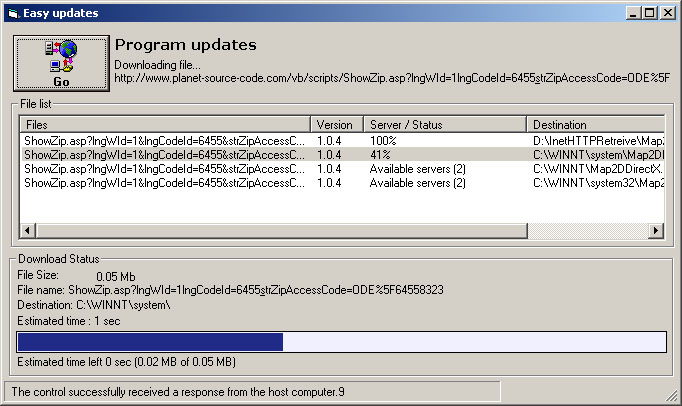 Easy updates
Go
Program updates
Downloading file...
http://www.planet-source-code.com/vb/scripts/ShowZip.asp?lngWId=1lngCodeId=6455strZipAccessCode=ODE%5F
File list
Files Version Server / Status Destination
ShowZip.asp?lngWId=1&lngCodeId=6455&strZipAccessC... 1.0.4 100% D:\InetHTTPRetreive\Map2
ShowZip.asp?lngWId=1&lngCodeId=6455&strZipAccessC... 1.0.4 41% C:\WINNT\system\Map2D
ShowZip.asp?lngWId=1&lngCodeId=6455&strZipAccessC... 1.0.4 Available servers (2) C:\WINNT\Map2DDirectX.
ShowZip.asp?lngWId=1&lngCodeId=6455&strZipAccessC... 1.0.4 Available servers (2) C:\WINNT\system32\Map2
Download Status
File Size: 0.05 Mb
File name: ShowZip.asp?lngWId=1lngCodeId=6455strZipAccessCode=ODE%5F64558323
Destination: C:\WINNT\system\
Estimated time : 1 sec
Estimated time left 0 sec (0.02 MB of 0.05 MB)
The control successfully received a response from the host computer.9